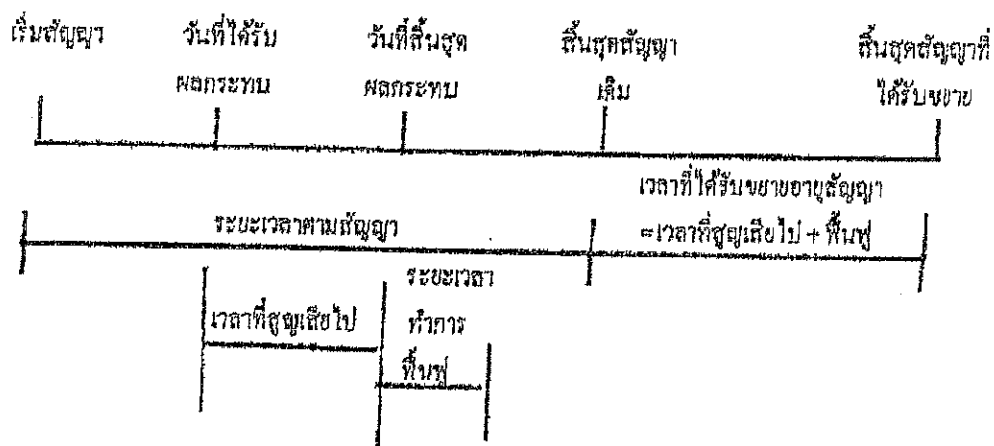 เริ่มสัญญา
วันที่ได้รับ
ผลกระทบ
วันที่สิ้นสุด
ผลกระทบ
สิ้นสุดสัญญา
เดิม
สิ้นสุดสัญญาที่
ได้รับขยาย
เวลาที่ได้รับขยายอายุสัญญา
=เวลาที่สูญเสียไป + ฟื้นฟู
ระยะเวลาตามสัญญา
เวลาที่สูญเสียไป
ระยะเวลา
ทำการ
ฟื้นฟู